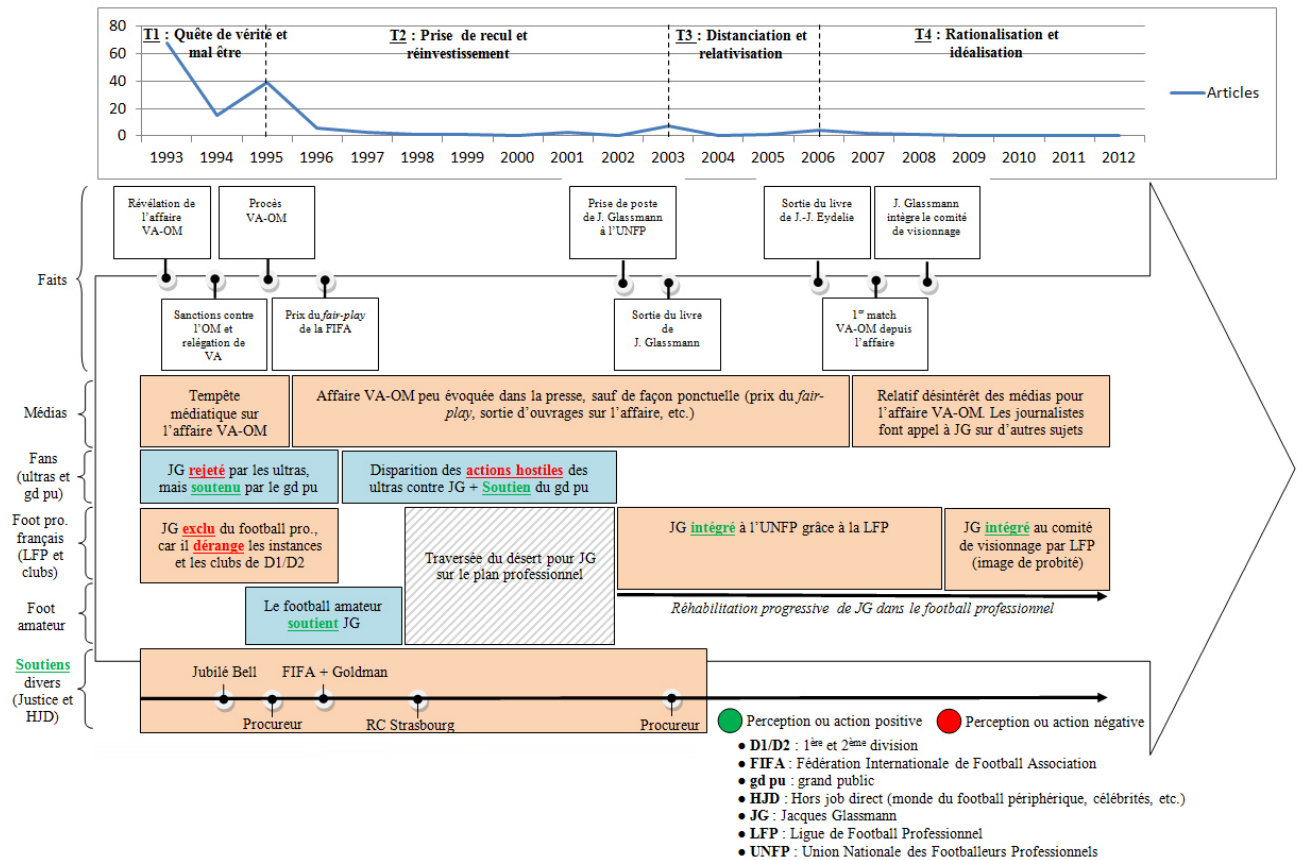 80
60
40
20
0
T1 : Quête de vérité et
mal être
T2 : Prise de recul et
réinvestissement
T3 : Distanciation et
relativisation
T4 : Rationalisation et
idéalisation
Articles
1993 1994 1995 1996 1997 1998 1999 2000 2001 2002 2003 2004 2005 2006 2007 2008 2009 2010 2011 2012
Faits
Révélation de
l'affaire
VA-OM
Procès
VA-OM
Prise de poste
de J. Glassmann
à l'UNFP
Sortie du livre
de J.-J. Eydelie
J. Glassmann
intègre le comité
de visionnage
Sanctions contre
l'OM et
relégation de
VA
Prix du fair-play
de la FIFA
Sortie du livre
de
J. Glassmann
1er match
VA-OM depuis
l'affaire
Médias
Tempête
médiatique sur
l'affaire VA-OM
Affaire VA-OM peu évoquée dans la presse, sauf de façon ponctuelle (prix du fair-
play, sortie d'ouvrages sur l'affaire, etc.)
Relatif désintérêt des médias pour
l'affaire VA-OM. Les journalistes
font appel à JG sur d'autres sujets
Fans
(ultras et
gd pu)
JG rejeté par les ultras,
mais soutenu par le gd pu
Disparition des actions hostiles des
ultras contre JG + Soutien du gd pu
Foot pro.
français
(LFP et
clubs)
JG exclu du football pro.,
car il dérange les instances
et les clubs de D1/D2
Traversée du désert pour JG
sur le plan professionnel
JG intégré à l'UNFP grâce à la LFP
JG intégré au comité
de visionnage par LFP
(image de probité)
Foot
amateur
Le football amateur
soutient JG
Réhabilitation progressive de JG dans le football professionnel
Soutiens
divers
(Justice et
HJD)
Jubilé Bell
FIFA + Goldman
Procureur
RC Strasbourg
Procureur
Perception ou action positive
Perception ou action négative
● D1/D2 : 1ère et 2ème division
● FIFA : Fédération Internationale de Football Association
● gd pu : grand public
● HJD : Hors job direct (monde du football périphérique, célébrités, etc.)
● JG : Jacques Glassmann
● LFP : Ligue de Football Professionnel
● UNFP : Union Nationale des Footballeurs Professionnels